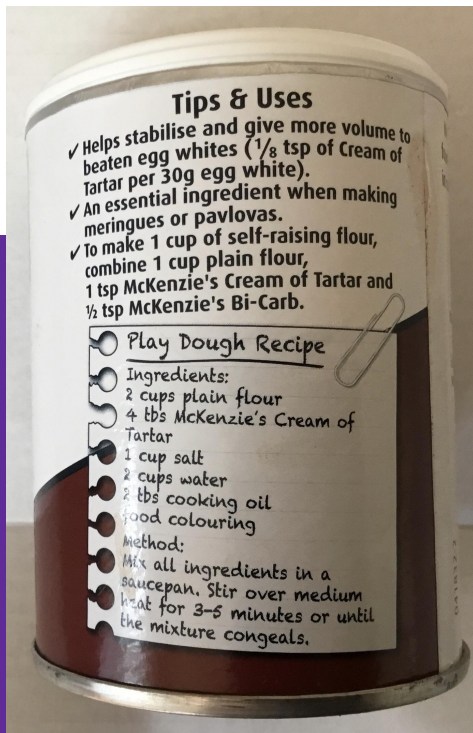 Tips & Uses
✓ Helps stabilise and give more volume to
beaten egg whites (1/8 tsp of Cream of
Tartar per 30g egg white).
✓ An essential ingredient when making
meringues or pavlovas.
✓ To make 1 cup of self-raising flour,
combine 1 cup plain flour,
1 tsp McKenzie's Cream of Tartar and
½ tsp McKenzie's Bi-Carb.
Play Dough Recipe
Ingredients:
2 cups plain flour
4 tbs McKenzie's Cream of
Tartar
1 cup salt
2 cups water
2 tbs cooking oil
food colouring
Method:
Mix all ingredients in a
saucepan. Stir over medium
heat for 3–5 minutes or until
the mixture congeals.